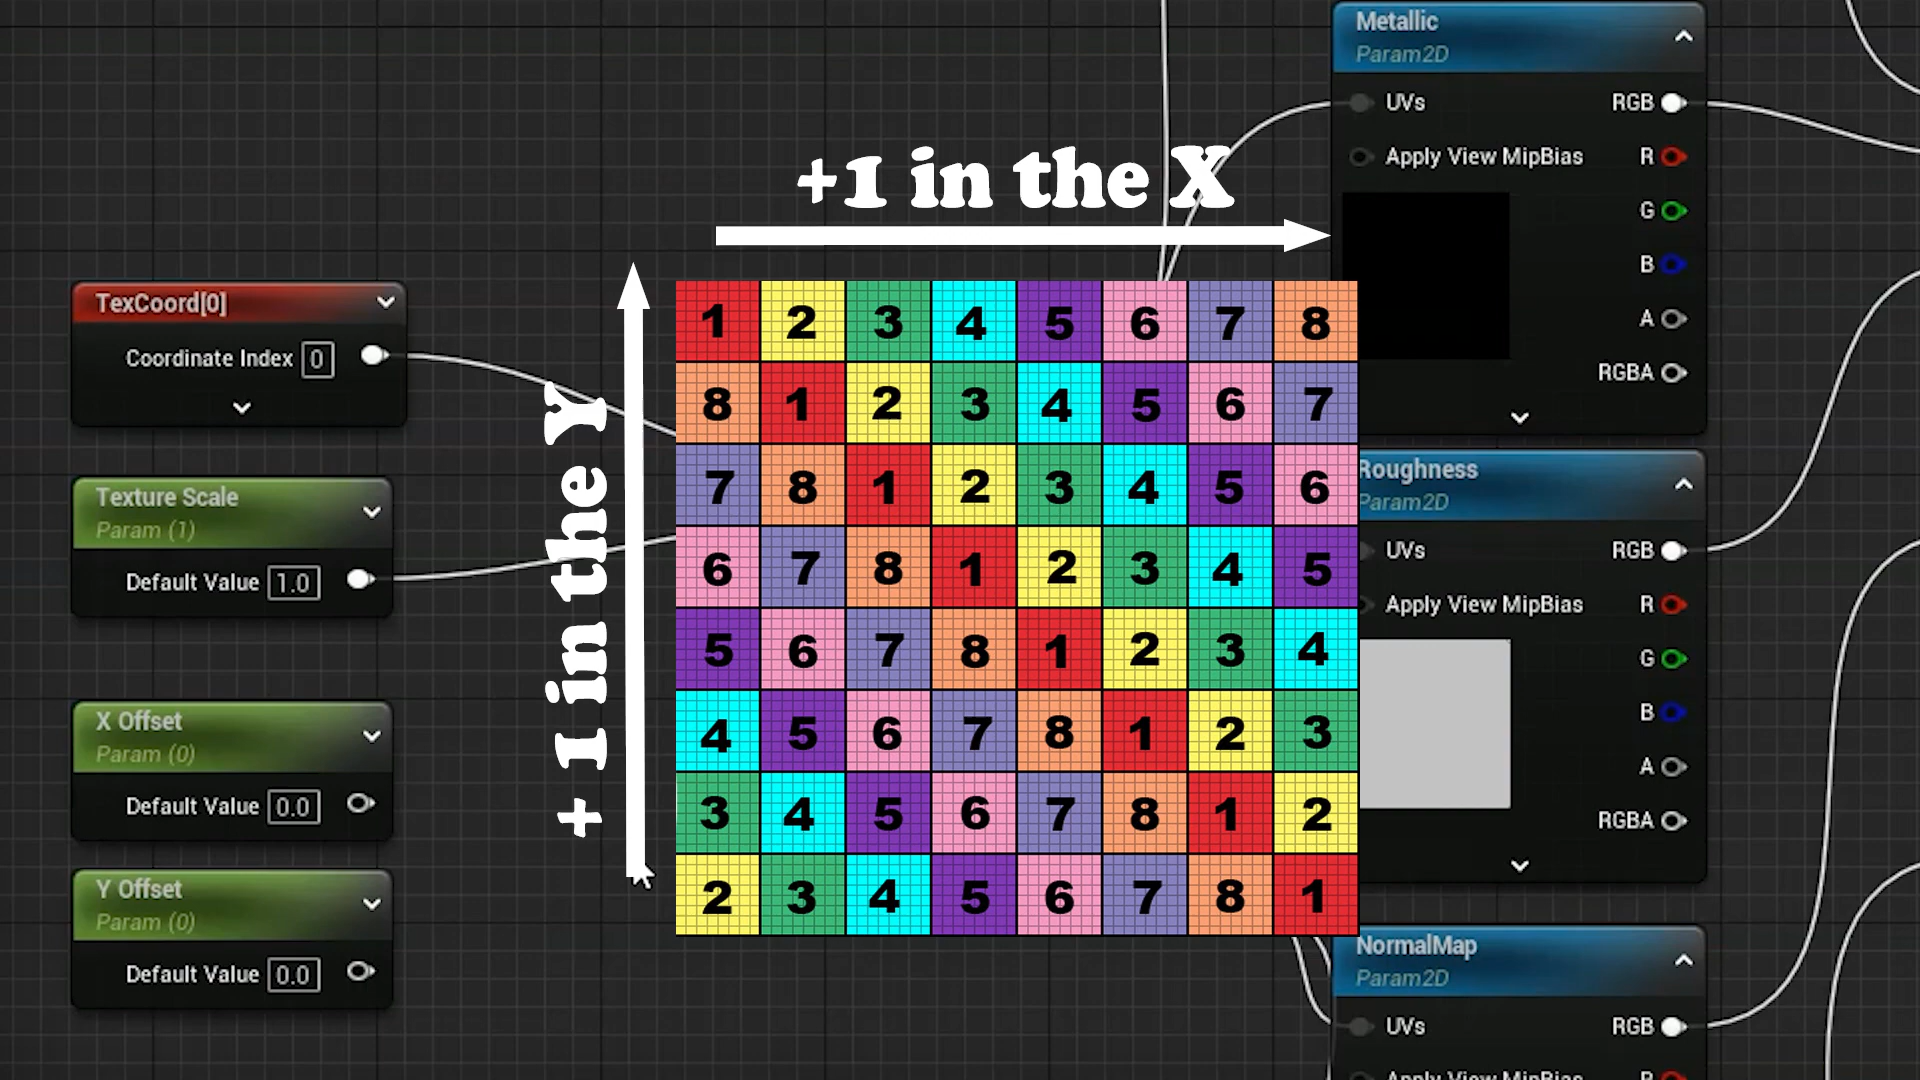 Metallic
Param2D
UVs
RGB
Apply View MipBias
R
G
B
A
RGBA
+1 in the X
+ 1 in the Y
TexCoord[0]
Coordinate Index 0
Texture Scale
Param (1)
Default Value 1.0
X Offset
Param (0)
Default Value 0.0
Y Offset
Param (0)
Default Value 0.0
1 2 3 4 5 6 7 8
8 1 2 3 4 5 6 7
7 8 1 2 3 4 5 6
6 7 8 1 2 3 4 5
5 6 7 8 1 2 3 4
4 5 6 7 8 1 2 3
3 4 5 6 7 8 1 2
2 3 4 5 6 7 8 1
Roughness
Param2D
UVs
RGB
Apply View MipBias
R
G
B
A
RGBA
NormalMap
Param2D
UVs
RGB
Apply View MipBias
R